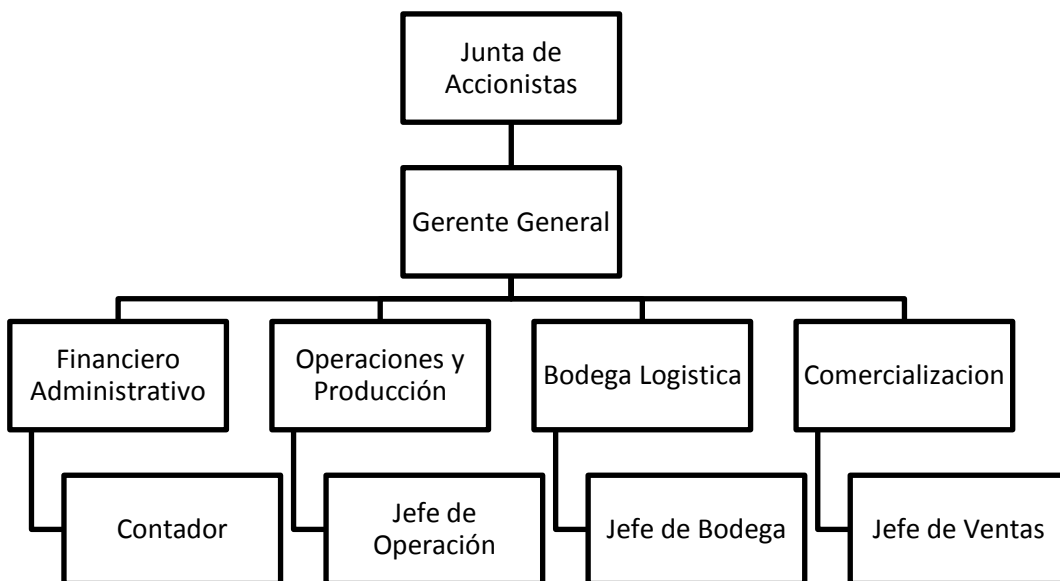 Junta de
Accionistas
Gerente General
Financiero
Administrativo
Operaciones y
Producción
Bodega Logistica
Comercializacion
Contador
Jefe de
Operación
Jefe de Bodega
Jefe de Ventas